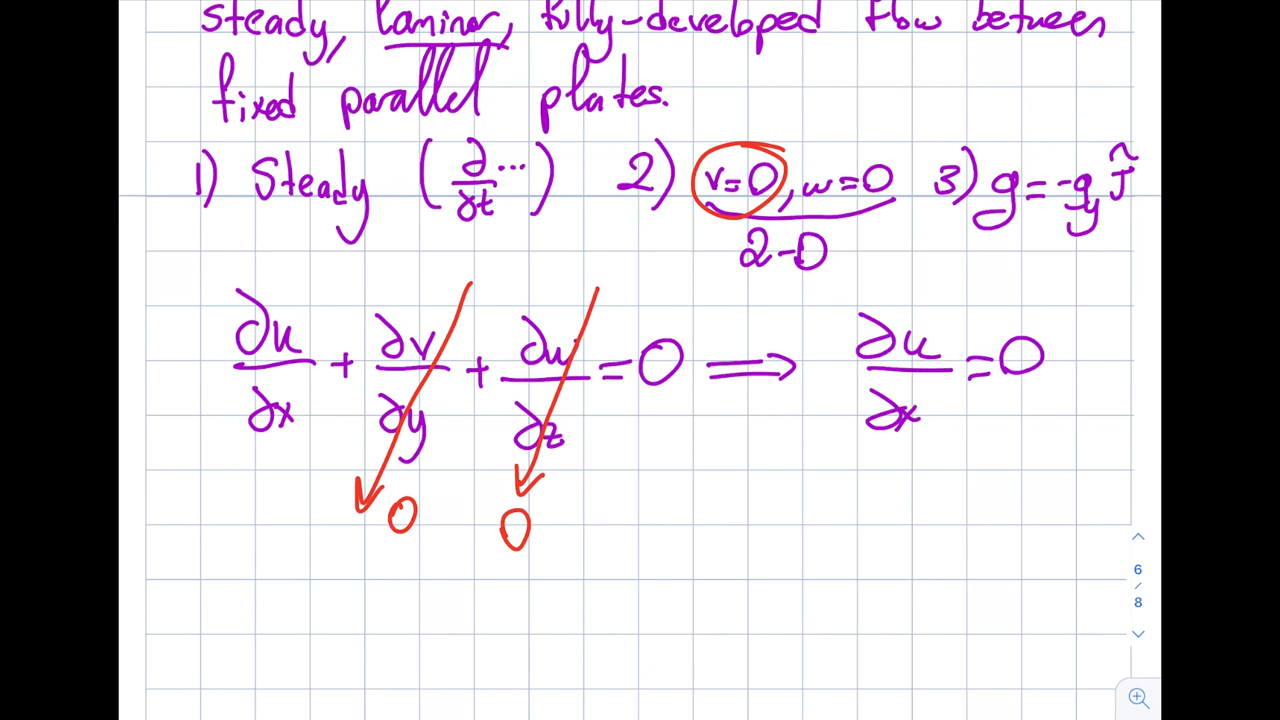 steady, laminar, fully-developed flow between
fixed parallel plates.
1) Steady (∂/∂t ...) 2) v=0, w=0 3) g = -g_y ĵ
2-D
∂u/∂x + ∂v/∂y + ∂w/∂z = 0 ⟹ ∂u/∂x = 0
0 0
6
/
8